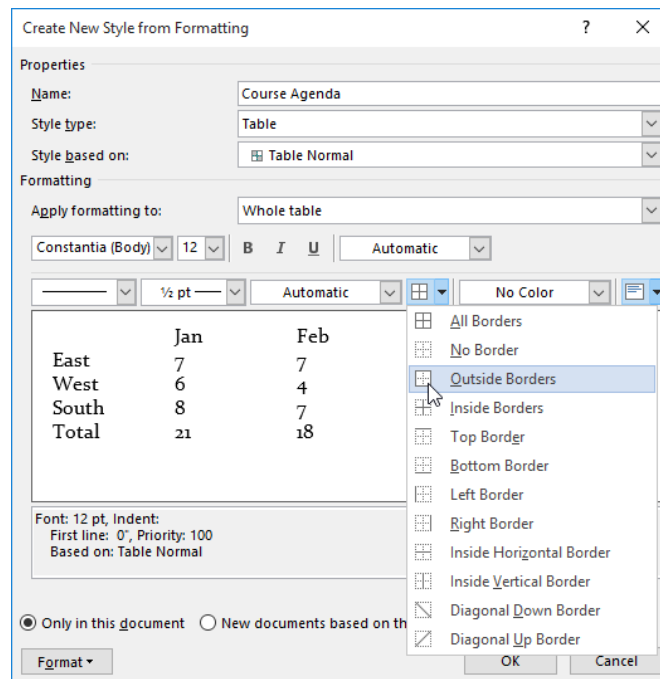 Create New Style from Formatting
Properties
Name: Course Agenda
Style type: Table
Style based on: Table Normal
Formatting
Apply formatting to: Whole table
Constantia (Body) 12 B I U Automatic
½ pt Automatic No Color
Jan Feb
East 7 7
West 6 4
South 8 7
Total 21 18
All Borders
No Border
Outside Borders
Inside Borders
Top Border
Bottom Border
Left Border
Right Border
Inside Horizontal Border
Inside Vertical Border
Diagonal Down Border
Diagonal Up Border
Font: 12 pt, Indent:
First line: 0", Priority: 100
Based on: Table Normal
Only in this document New documents based on th
Format OK Cancel